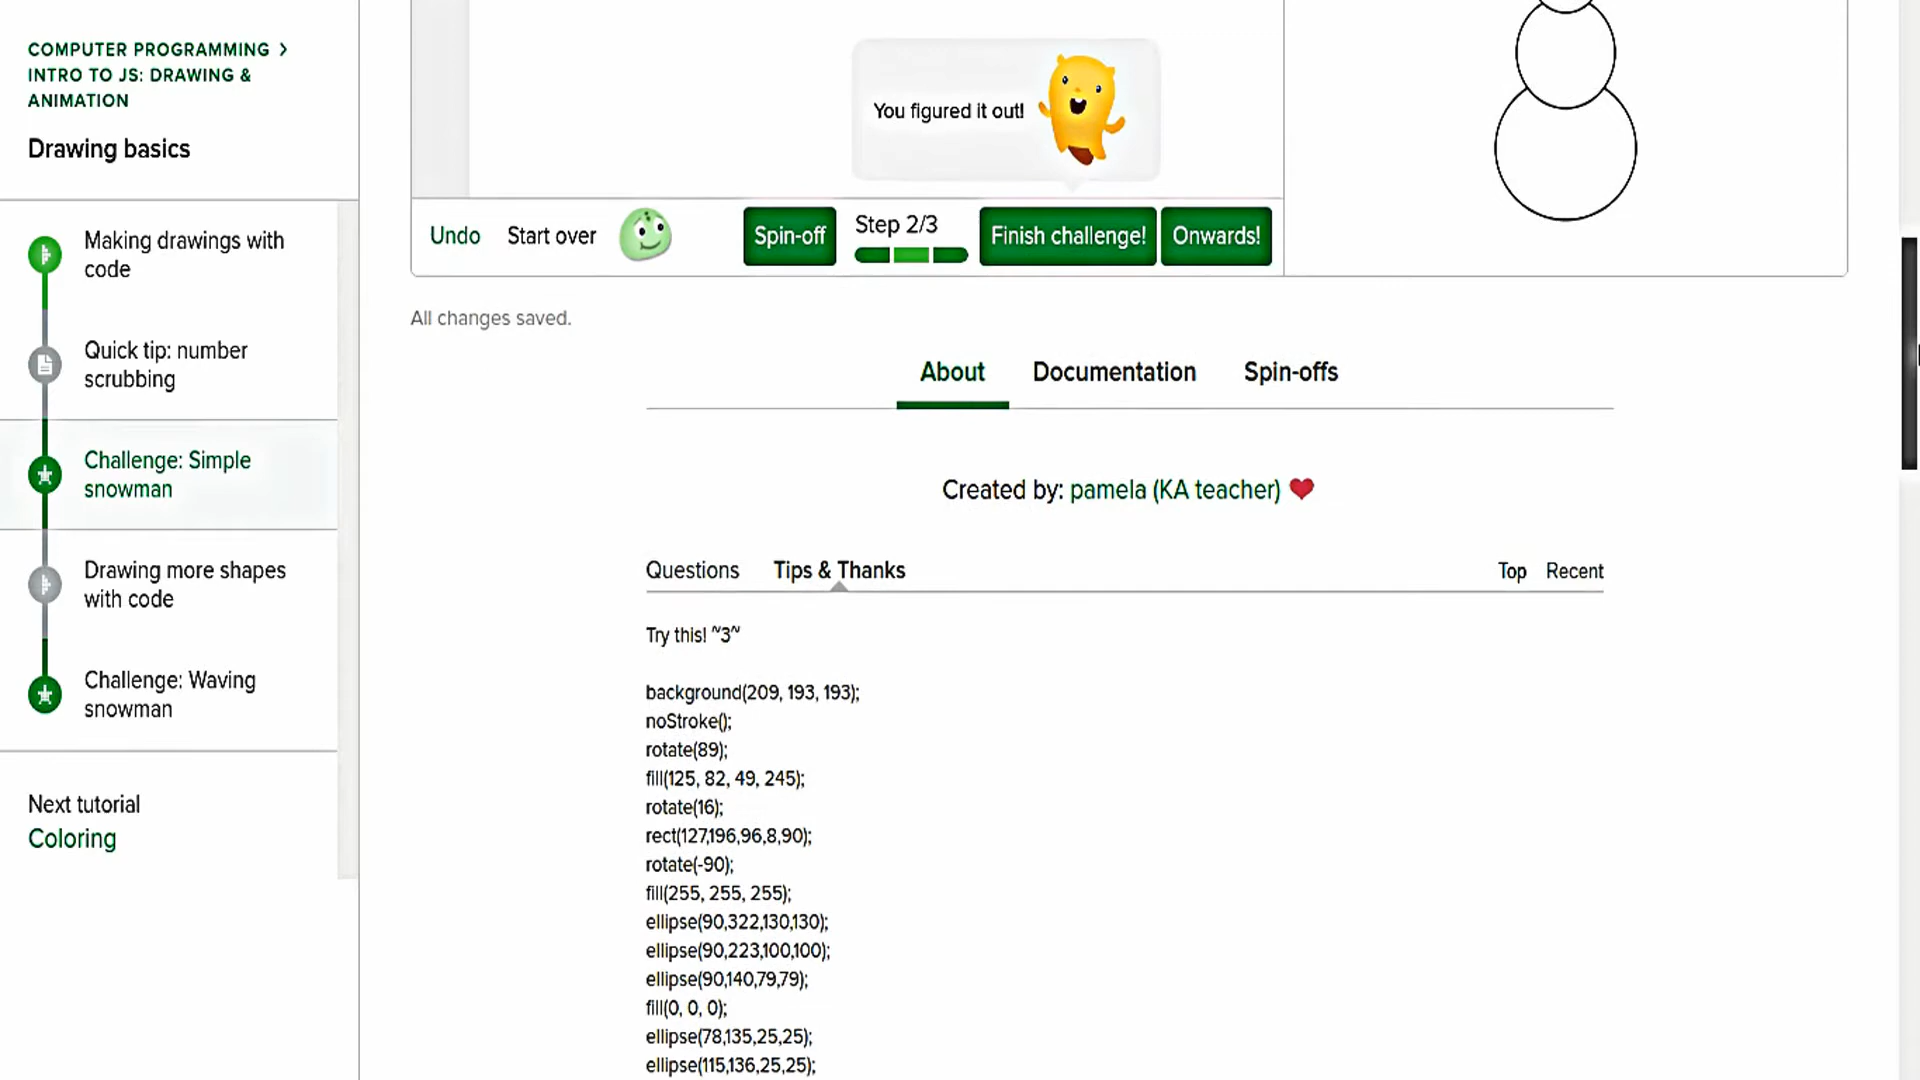 COMPUTER PROGRAMMING >
INTRO TO JS: DRAWING &
ANIMATION
Drawing basics
Making drawings with
code
Quick tip: number
scrubbing
Challenge: Simple
snowman
Drawing more shapes
with code
Challenge: Waving
snowman
Next tutorial
Coloring
You figured it out!
Undo
Start over
Spin-off
Step 2/3
Finish challenge!
Onwards!
All changes saved.
About
Documentation
Spin-offs
Created by: pamela (KA teacher) ❤
Questions
Tips & Thanks
Top
Recent
Try this! ~3~
background(209, 193, 193);
noStroke();
rotate(89);
fill(125, 82, 49, 245);
rotate(16);
rect(127,196,96,8,90);
rotate(-90);
fill(255, 255, 255);
ellipse(90,322,130,130);
ellipse(90,223,100,100);
ellipse(90,140,79,79);
fill(0, 0, 0);
ellipse(78,135,25,25);
ellipse(115,136,25,25);